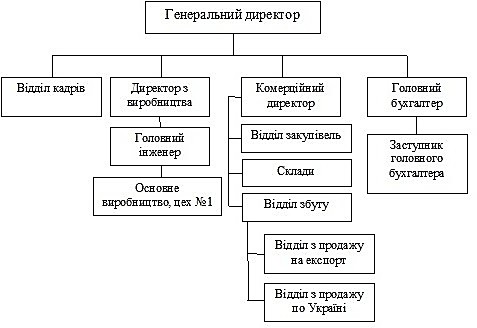 Генеральний директор
Відділ кадрів
Директор з
виробництва
Комерційний
директор
Головний
бухгалтер
Головний
інженер
Відділ закупівель
Заступник
головного
бухгалтера
Склади
Основне
виробництво, цех №1
Відділ збуту
Відділ з продажу
на експорт
Відділ з продажу
по Україні